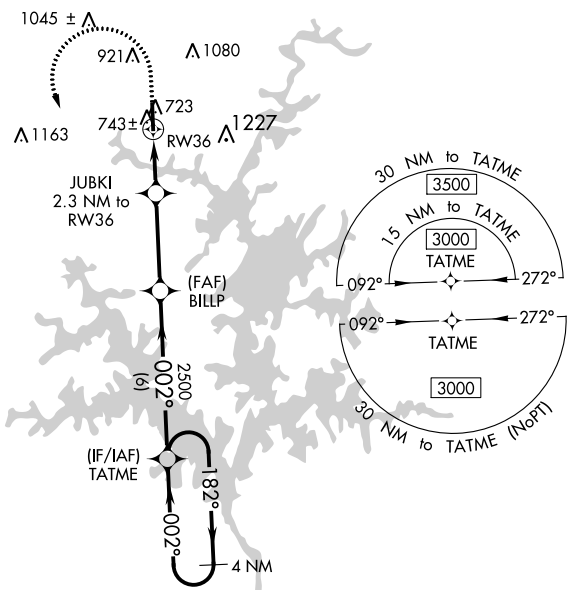 1045 ±
921
1080
723
743±
RW36
1227
1163
JUBKI
2.3 NM to
RW36
(FAF)
BILLP
2500
002°
(6)
(IF/IAF)
TATME
182°
002°
4 NM
30 NM to TATME
3500
15 NM to TATME
3000
TATME
092°
272°
092°
272°
TATME
3000
30 NM to TATME (NoPT)